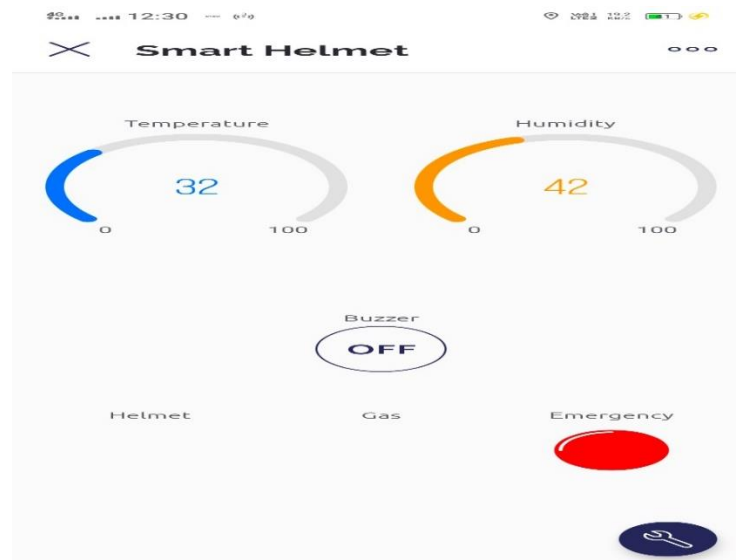 12:30
Smart Helmet
Temperature Humidity
32 42
0 100 0 100
Buzzer
OFF
Helmet Gas Emergency